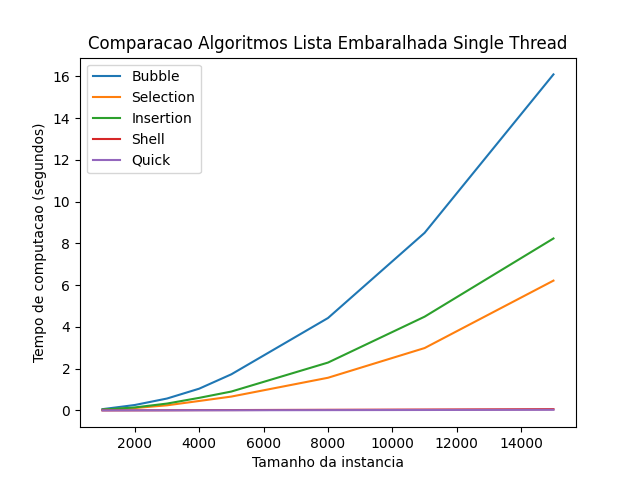 Comparacao Algoritmos Lista Embaralhada Single Thread
Bubble
Selection
Insertion
Shell
Quick
Tempo de computacao (segundos)
16
14
12
10
8
6
4
2
0
2000
4000
6000
8000
10000
12000
14000
Tamanho da instancia